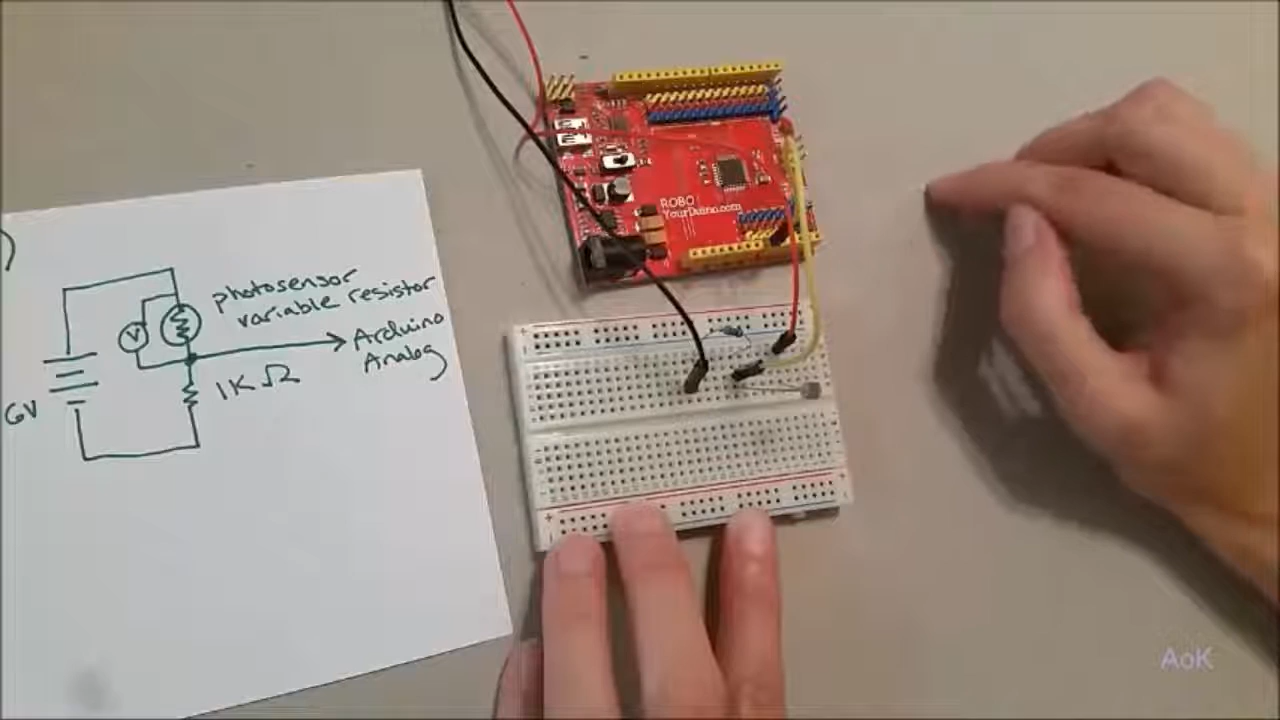 )
photosensor
variable resistor
V
Arduino
Analog
1K Ω
6V
ROBO
YourDuino.com
AoK